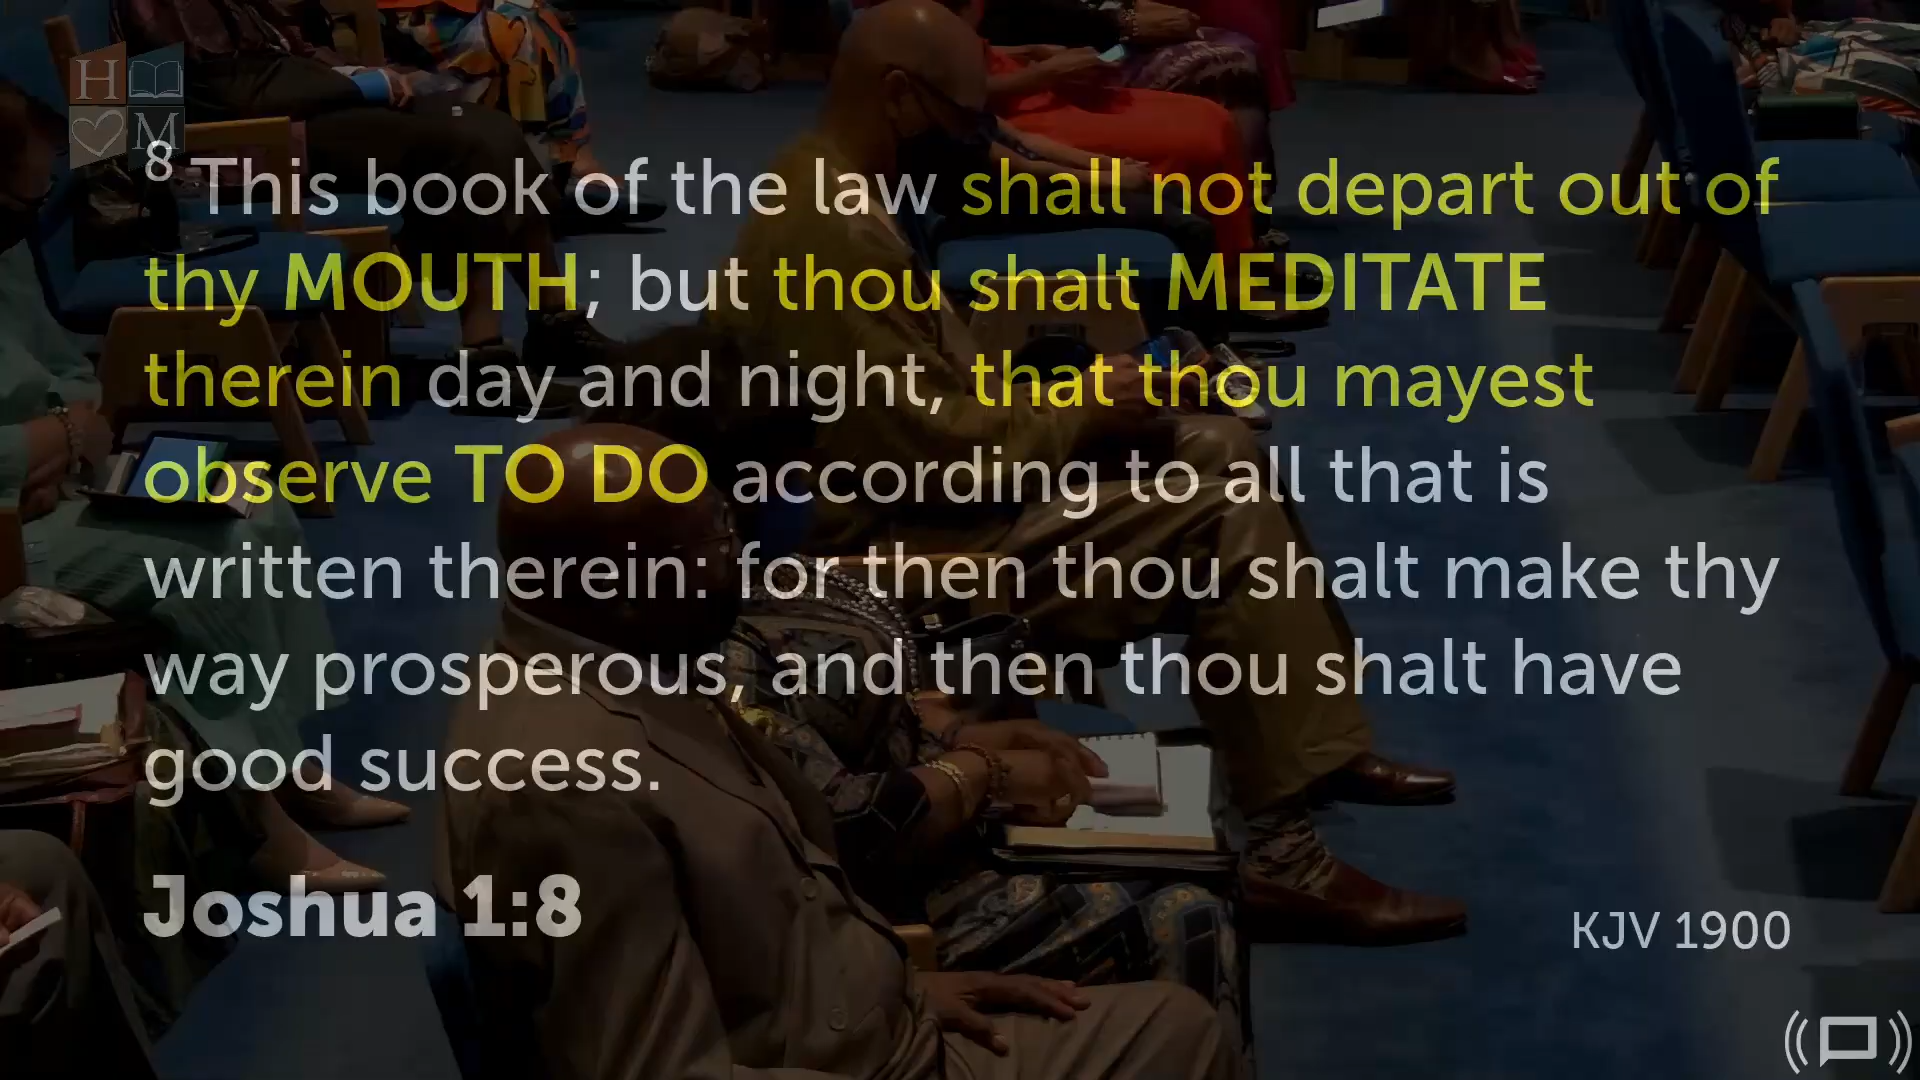 H
M
8 This book of the law shall not depart out of
thy MOUTH; but thou shalt MEDITATE
therein day and night, that thou mayest
observe TO DO according to all that is
written therein: for then thou shalt make thy
way prosperous, and then thou shalt have
good success.
Joshua 1:8
KJV 1900